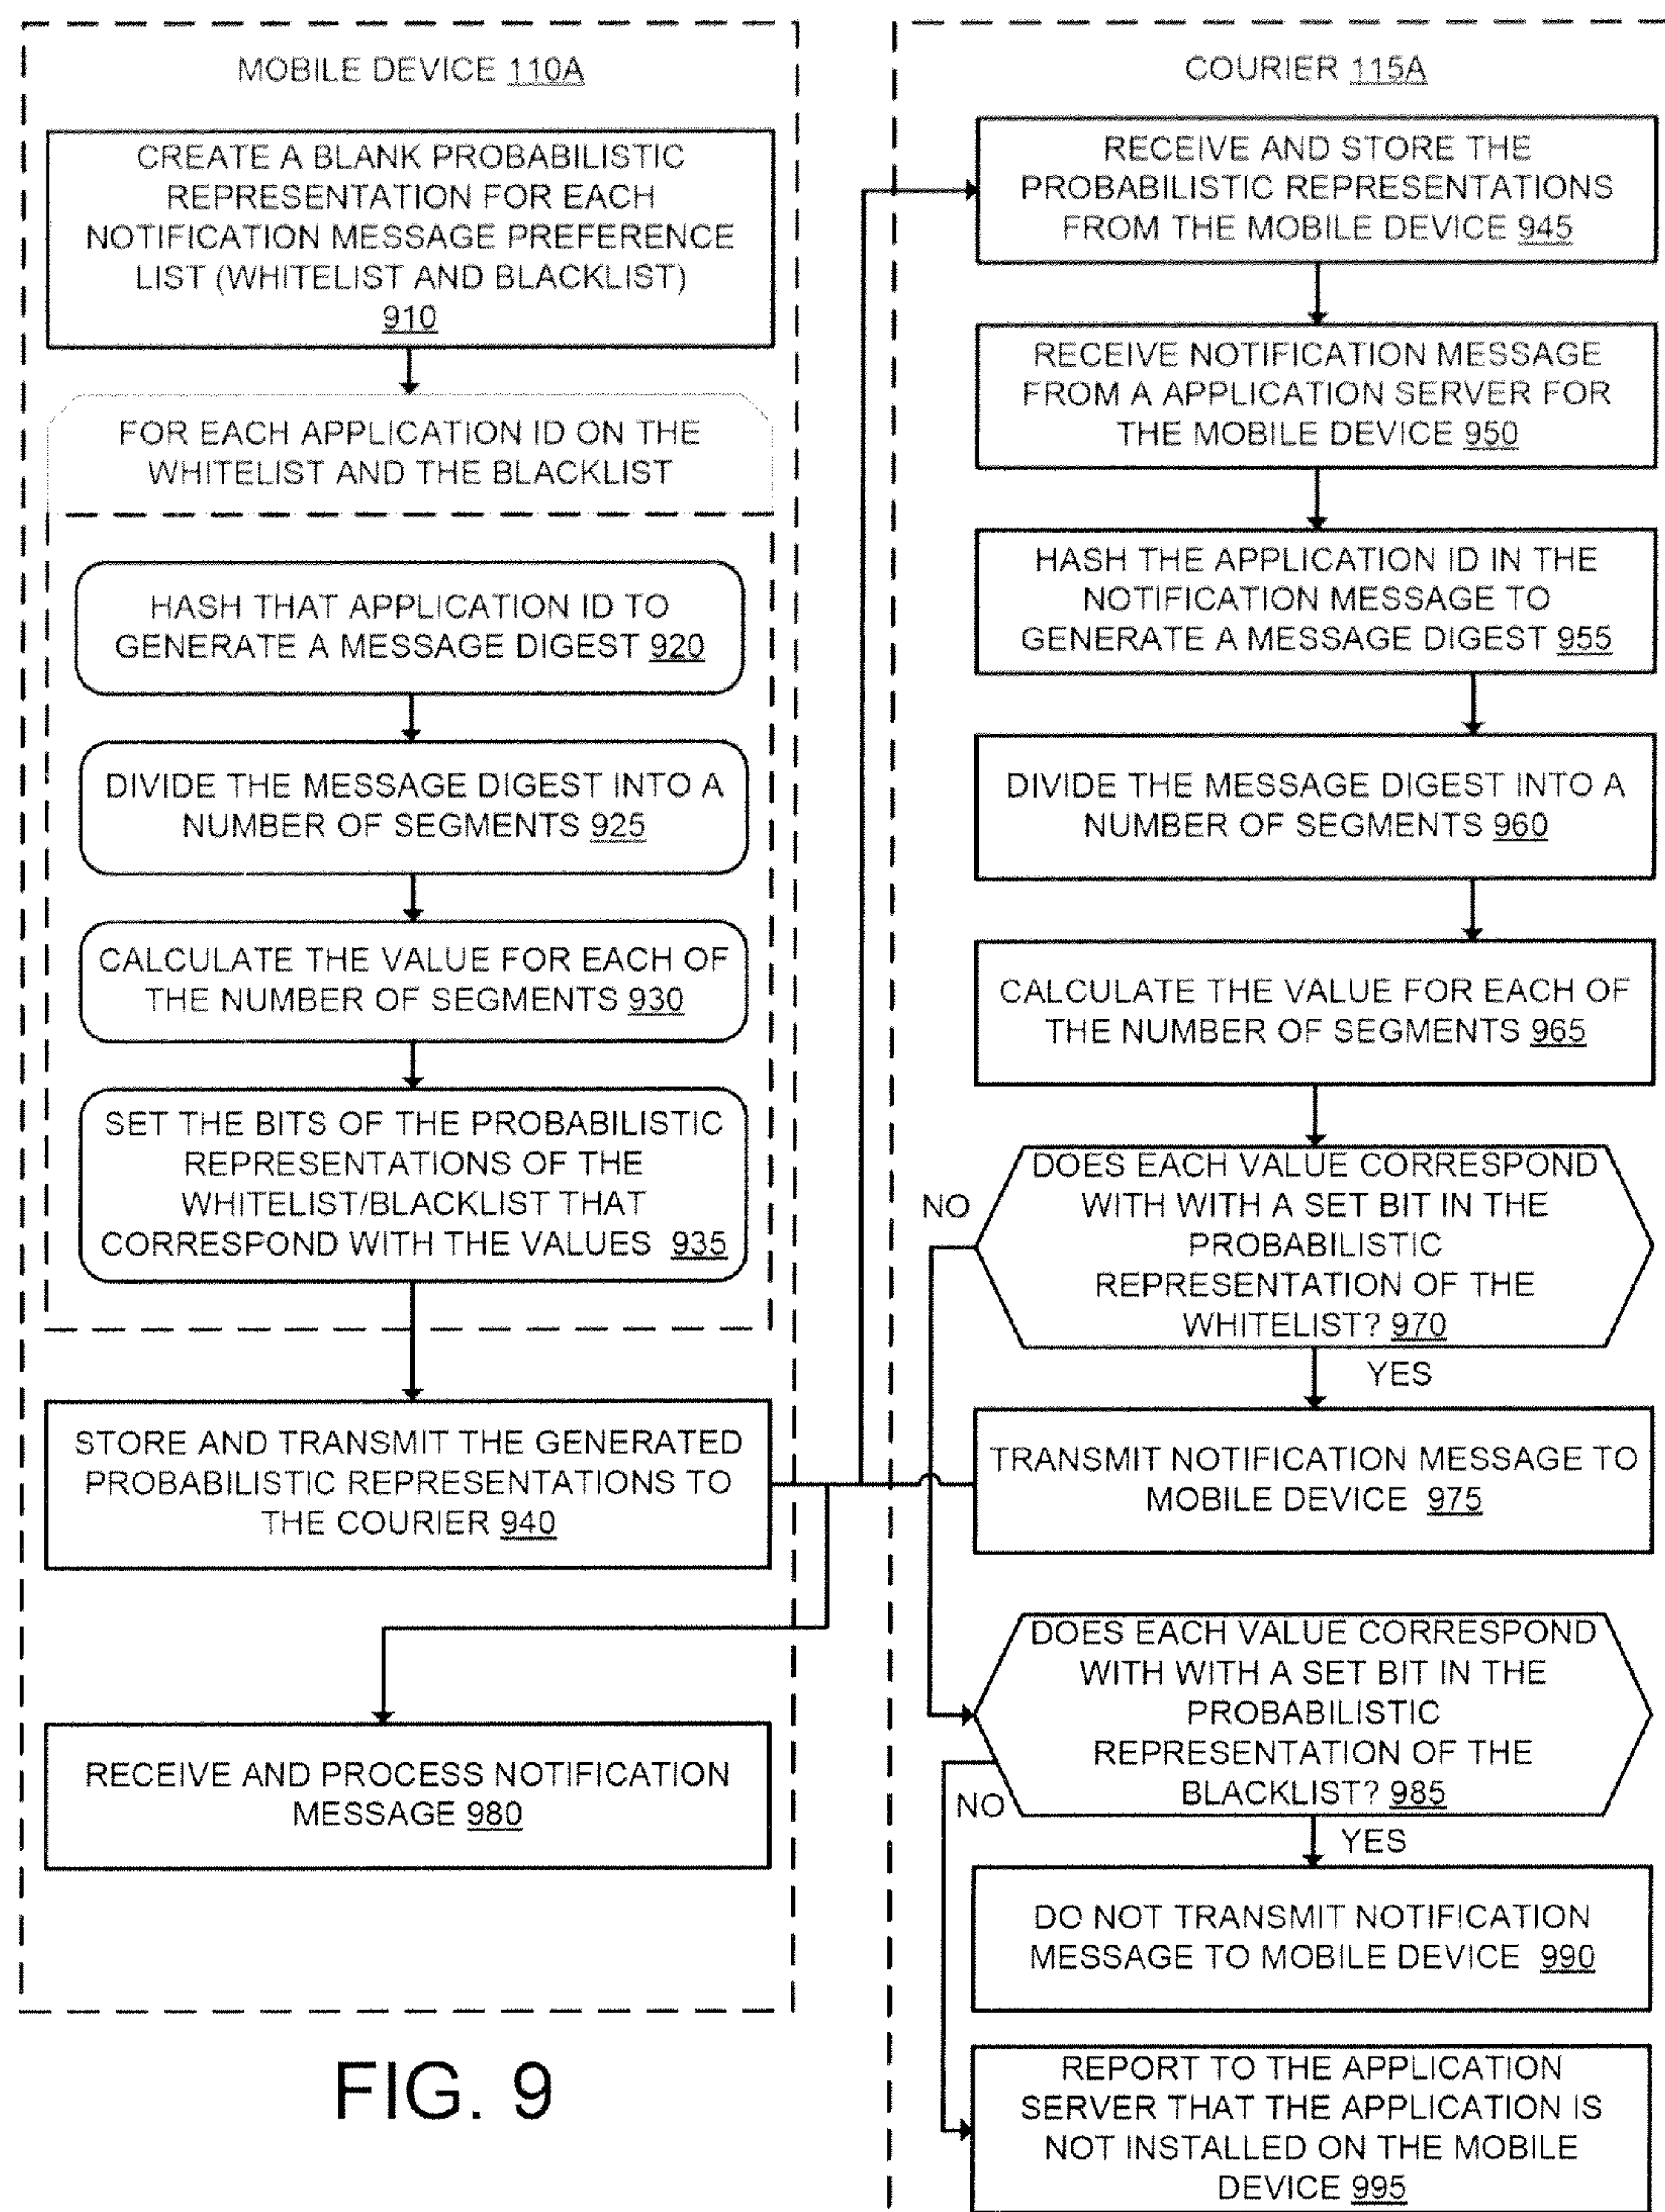 MOBILE DEVICE 110A
CREATE A BLANK PROBABILISTIC
REPRESENTATION FOR EACH
NOTIFICATION MESSAGE PREFERENCE
LIST (WHITELIST AND BLACKLIST)
910
FOR EACH APPLICATION ID ON THE
WHITELIST AND THE BLACKLIST
HASH THAT APPLICATION ID TO
GENERATE A MESSAGE DIGEST 920
DIVIDE THE MESSAGE DIGEST INTO A
NUMBER OF SEGMENTS 925
CALCULATE THE VALUE FOR EACH OF
THE NUMBER OF SEGMENTS 930
SET THE BITS OF THE PROBABILISTIC
REPRESENTATIONS OF THE
WHITELIST/BLACKLIST THAT
CORRESPOND WITH THE VALUES 935
STORE AND TRANSMIT THE GENERATED
PROBABILISTIC REPRESENTATIONS TO
THE COURIER 940
RECEIVE AND PROCESS NOTIFICATION
MESSAGE 980
COURIER 115A
RECEIVE AND STORE THE
PROBABILISTIC REPRESENTATIONS
FROM THE MOBILE DEVICE 945
RECEIVE NOTIFICATION MESSAGE
FROM A APPLICATION SERVER FOR
THE MOBILE DEVICE 950
HASH THE APPLICATION ID IN THE
NOTIFICATION MESSAGE TO
GENERATE A MESSAGE DIGEST 955
DIVIDE THE MESSAGE DIGEST INTO A
NUMBER OF SEGMENTS 960
CALCULATE THE VALUE FOR EACH OF
THE NUMBER OF SEGMENTS 965
DOES EACH VALUE CORRESPOND
WITH WITH A SET BIT IN THE
PROBABILISTIC
REPRESENTATION OF THE
WHITELIST? 970
NO
YES
TRANSMIT NOTIFICATION MESSAGE TO
MOBILE DEVICE 975
DOES EACH VALUE CORRESPOND
WITH WITH A SET BIT IN THE
PROBABILISTIC
REPRESENTATION OF THE
BLACKLIST? 985
NO
YES
DO NOT TRANSMIT NOTIFICATION
MESSAGE TO MOBILE DEVICE 990
REPORT TO THE APPLICATION
SERVER THAT THE APPLICATION IS
NOT INSTALLED ON THE MOBILE
DEVICE 995
FIG. 9